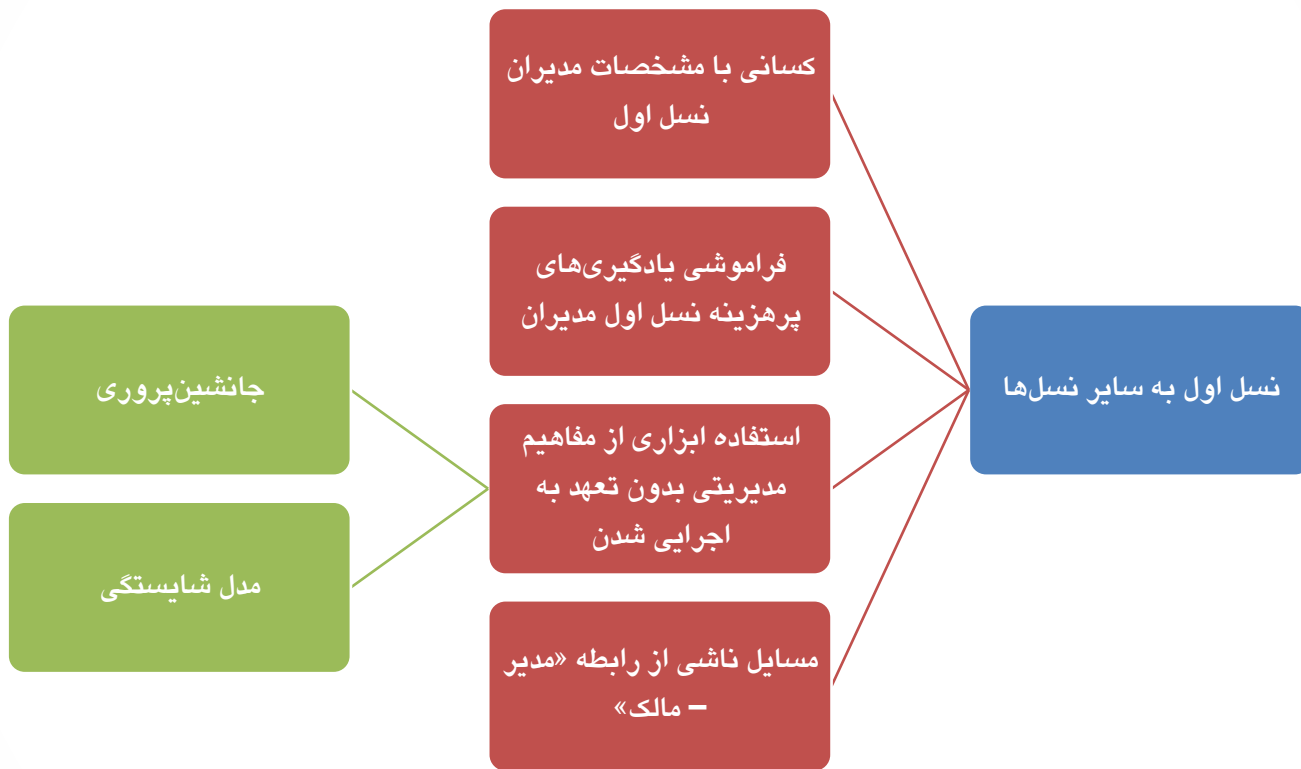 نسل اول به سایر نسل‌ها
کسانی با مشخصات مدیران
نسل اول
فراموشی یادگیری‌های
پرهزینه نسل اول مدیران
استفاده ابزاری از مفاهیم
مدیریتی بدون تعهد به
اجرایی شدن
مسایل ناشی از رابطه «مدیر
– مالک»
جانشین‌پروری
مدل شایستگی